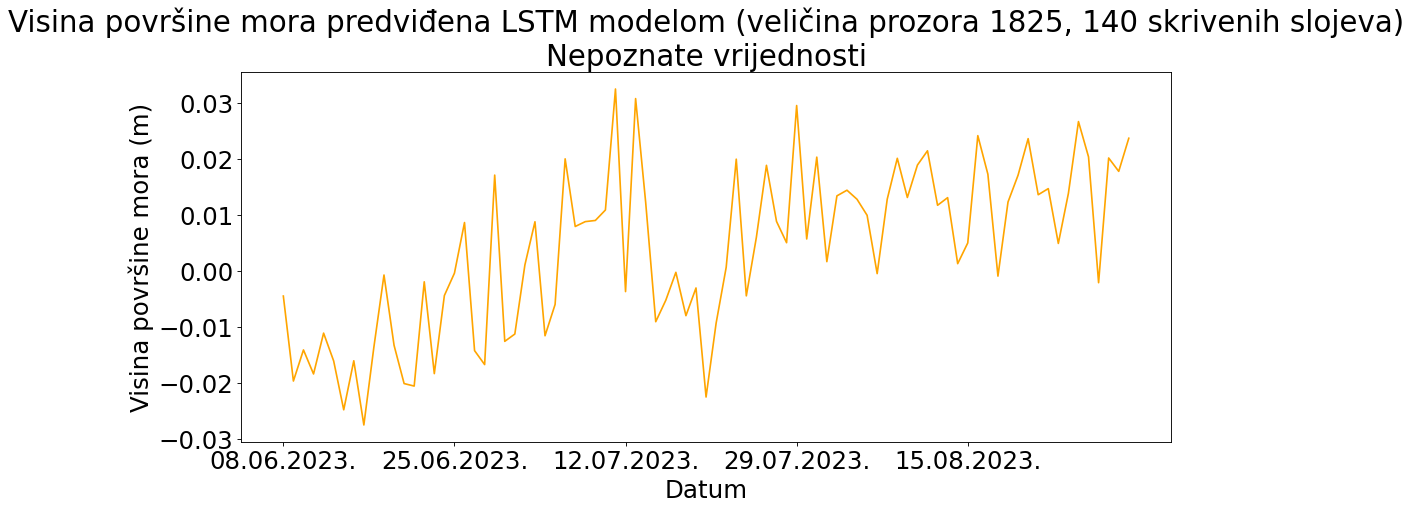 Visina površine mora predviđena LSTM modelom (veličina prozora 1825, 140 skrivenih slojeva)
Nepoznate vrijednosti
Visina površine mora (m)
0.03
0.02
0.01
0.00
−0.01
−0.02
−0.03
08.06.2023. 25.06.2023. 12.07.2023. 29.07.2023. 15.08.2023.
Datum